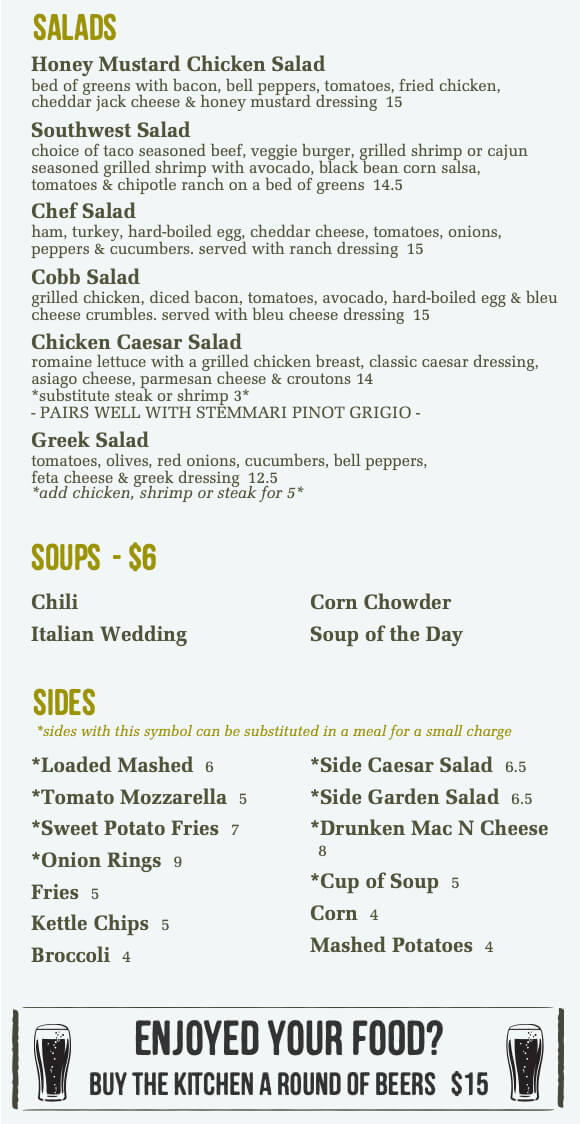 SALADS
Honey Mustard Chicken Salad
bed of greens with bacon, bell peppers, tomatoes, fried chicken,
cheddar jack cheese & honey mustard dressing 15
Southwest Salad
choice of taco seasoned beef, veggie burger, grilled shrimp or cajun
seasoned grilled shrimp with avocado, black bean corn salsa,
tomatoes & chipotle ranch on a bed of greens 14.5
Chef Salad
ham, turkey, hard-boiled egg, cheddar cheese, tomatoes, onions,
peppers & cucumbers. served with ranch dressing 15
Cobb Salad
grilled chicken, diced bacon, tomatoes, avocado, hard-boiled egg & bleu
cheese crumbles. served with bleu cheese dressing 15
Chicken Caesar Salad
romaine lettuce with a grilled chicken breast, classic caesar dressing,
asiago cheese, parmesan cheese & croutons 14
*substitute steak or shrimp 3*
- PAIRS WELL WITH STEMMARI PINOT GRIGIO -
Greek Salad
tomatoes, olives, red onions, cucumbers, bell peppers,
feta cheese & greek dressing 12.5
*add chicken, shrimp or steak for 5*
SOUPS - $6
Chili
Italian Wedding
Corn Chowder
Soup of the Day
SIDES
*sides with this symbol can be substituted in a meal for a small charge
*Loaded Mashed 6
*Tomato Mozzarella 5
*Sweet Potato Fries 7
*Onion Rings 9
Fries 5
Kettle Chips 5
Broccoli 4
*Side Caesar Salad 6.5
*Side Garden Salad 6.5
*Drunken Mac N Cheese
8
*Cup of Soup 5
Corn 4
Mashed Potatoes 4
ENJOYED YOUR FOOD?
BUY THE KITCHEN A ROUND OF BEERS $15